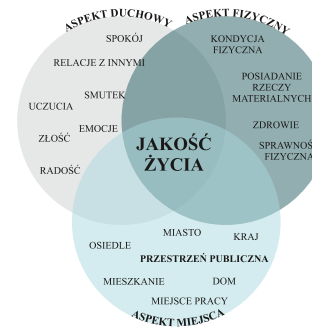 ASPEKT DUCHOWY
ASPEKT FIZYCZNY
SPOKÓJ
RELACJE Z INNYMI
SMUTEK
UCZUCIA
EMOCJE
ZŁOŚĆ
RADOŚĆ
KONDYCJA
FIZYCZNA
POSIADANIE
RZECZY
MATERIALNYCH
ZDROWIE
SPRAWNOŚ
FIZYCZNA
JAKOŚĆ
ŻYCIA
MIASTO
KRAJ
OSIEDLE
PRZESTRZEŃ PUBLICZNA
MIESZKANIE
DOM
MIEJSCE PRACY
ASPEKT MIEJSCA